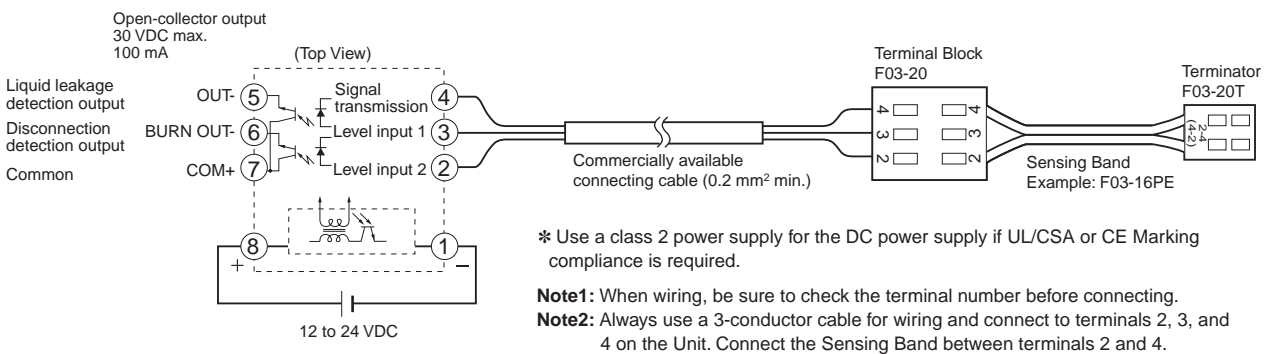 Open-collector output
30 VDC max.
100 mA
(Top View)
Liquid leakage
detection output
OUT-
5
Signal
transmission
4
Disconnection
detection output
BURN OUT-
6
Level input 1
3
Common
COM+
7
Level input 2
2
8
1
+
−
12 to 24 VDC
Commercially available
connecting cable (0.2 mm² min.)
Terminal Block
F03-20
4
4
3
3
2
2
Sensing Band
Example: F03-16PE
Terminator
F03-20T
2-4
(4-2)
✻ Use a class 2 power supply for the DC power supply if UL/CSA or CE Marking
compliance is required.
Note1: When wiring, be sure to check the terminal number before connecting.
Note2: Always use a 3-conductor cable for wiring and connect to terminals 2, 3, and
4 on the Unit. Connect the Sensing Band between terminals 2 and 4.